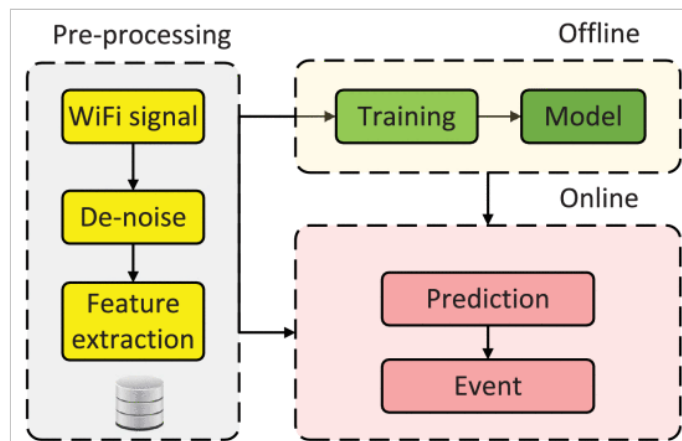 Pre-processing
WiFi signal
De-noise
Feature
extraction
Offline
Training
Model
Online
Prediction
Event